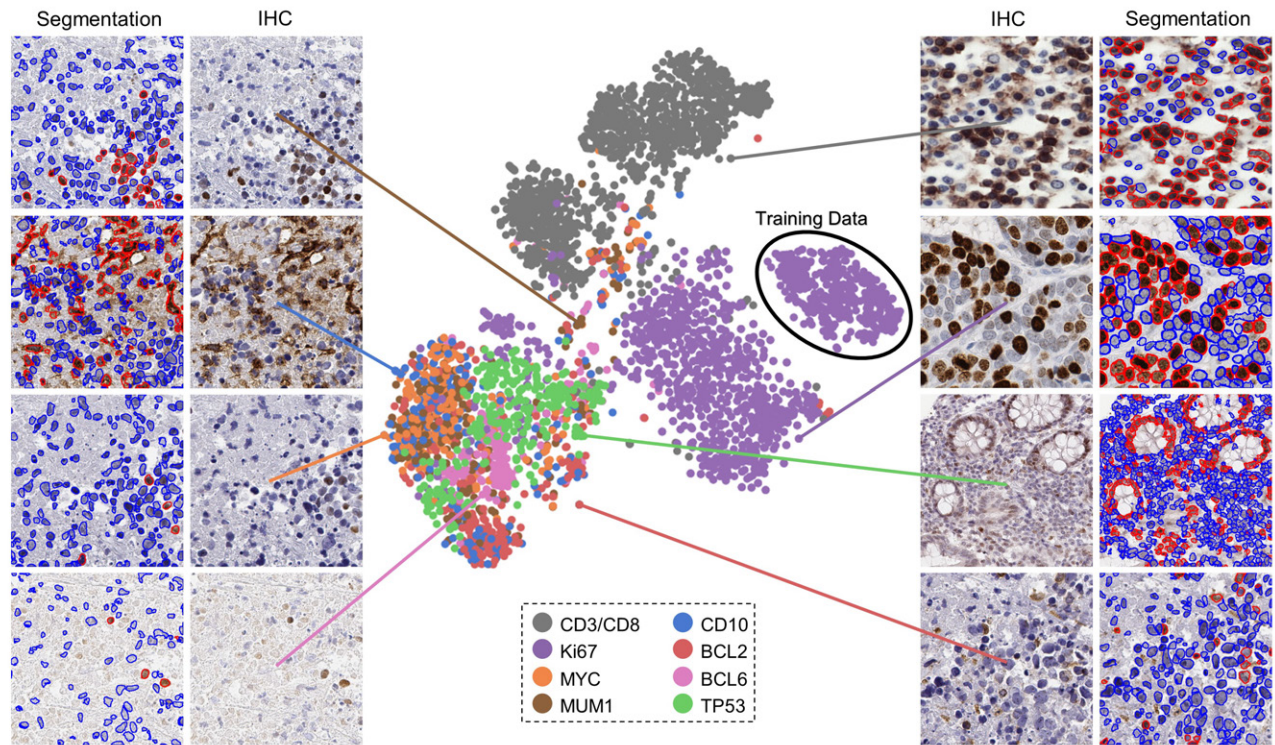 Segmentation IHC IHC Segmentation
Training Data
CD3/CD8 CD10
Ki67 BCL2
MYC BCL6
MUM1 TP53